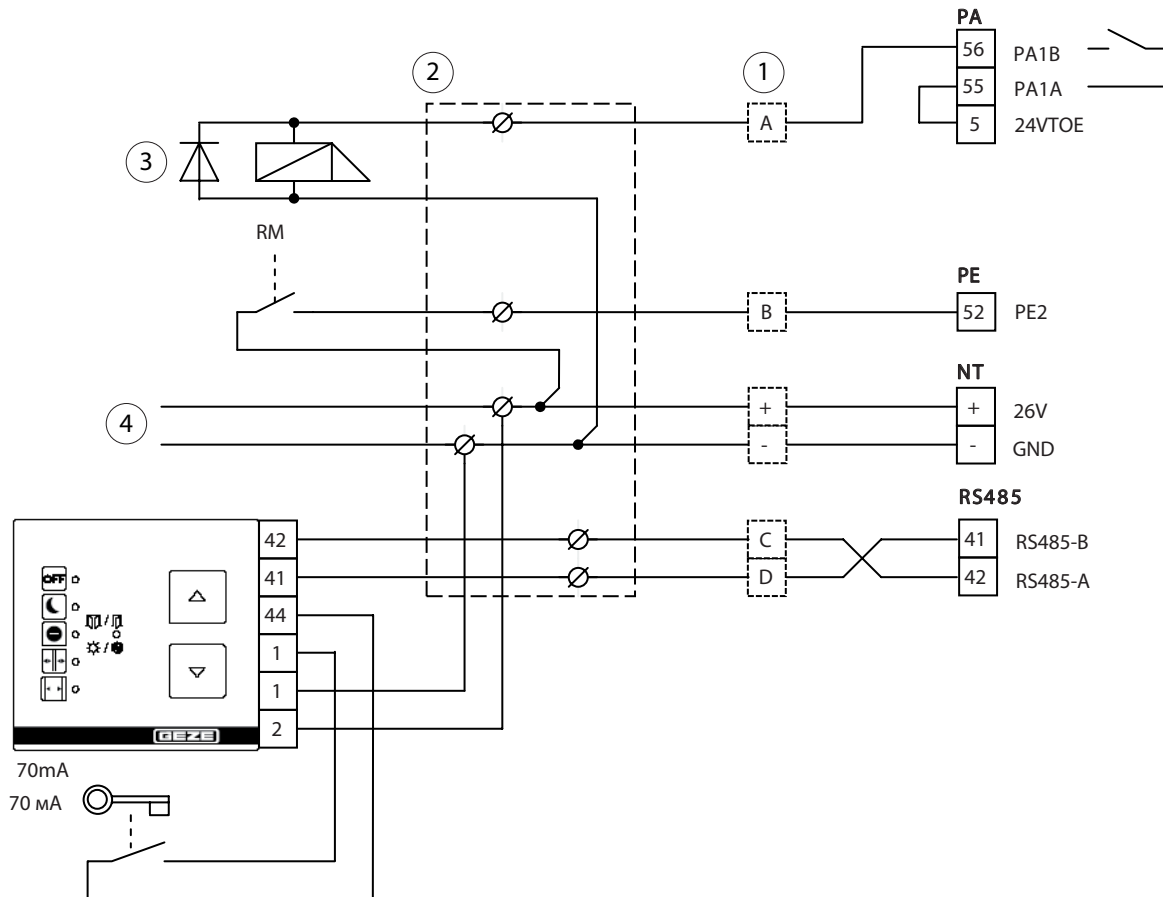 PA
2
1
56
PA1B
55
PA1A
A
5
24VTOE
3
RM
PE
B
52
PE2
NT
4
+
+
26V
-
-
GND
RS485
42
C
41
RS485-B
41
D
42
RS485-A
OFF
44
/
1
/
1
2
GEZE
70mA
70 мА